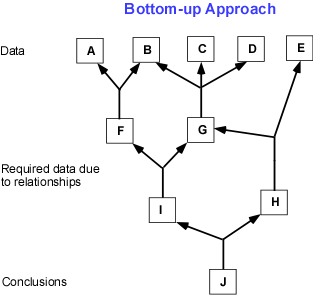 Bottom-up Approach
Data
A B C D E
F G
Required data due
to relationships
I H
Conclusions
J